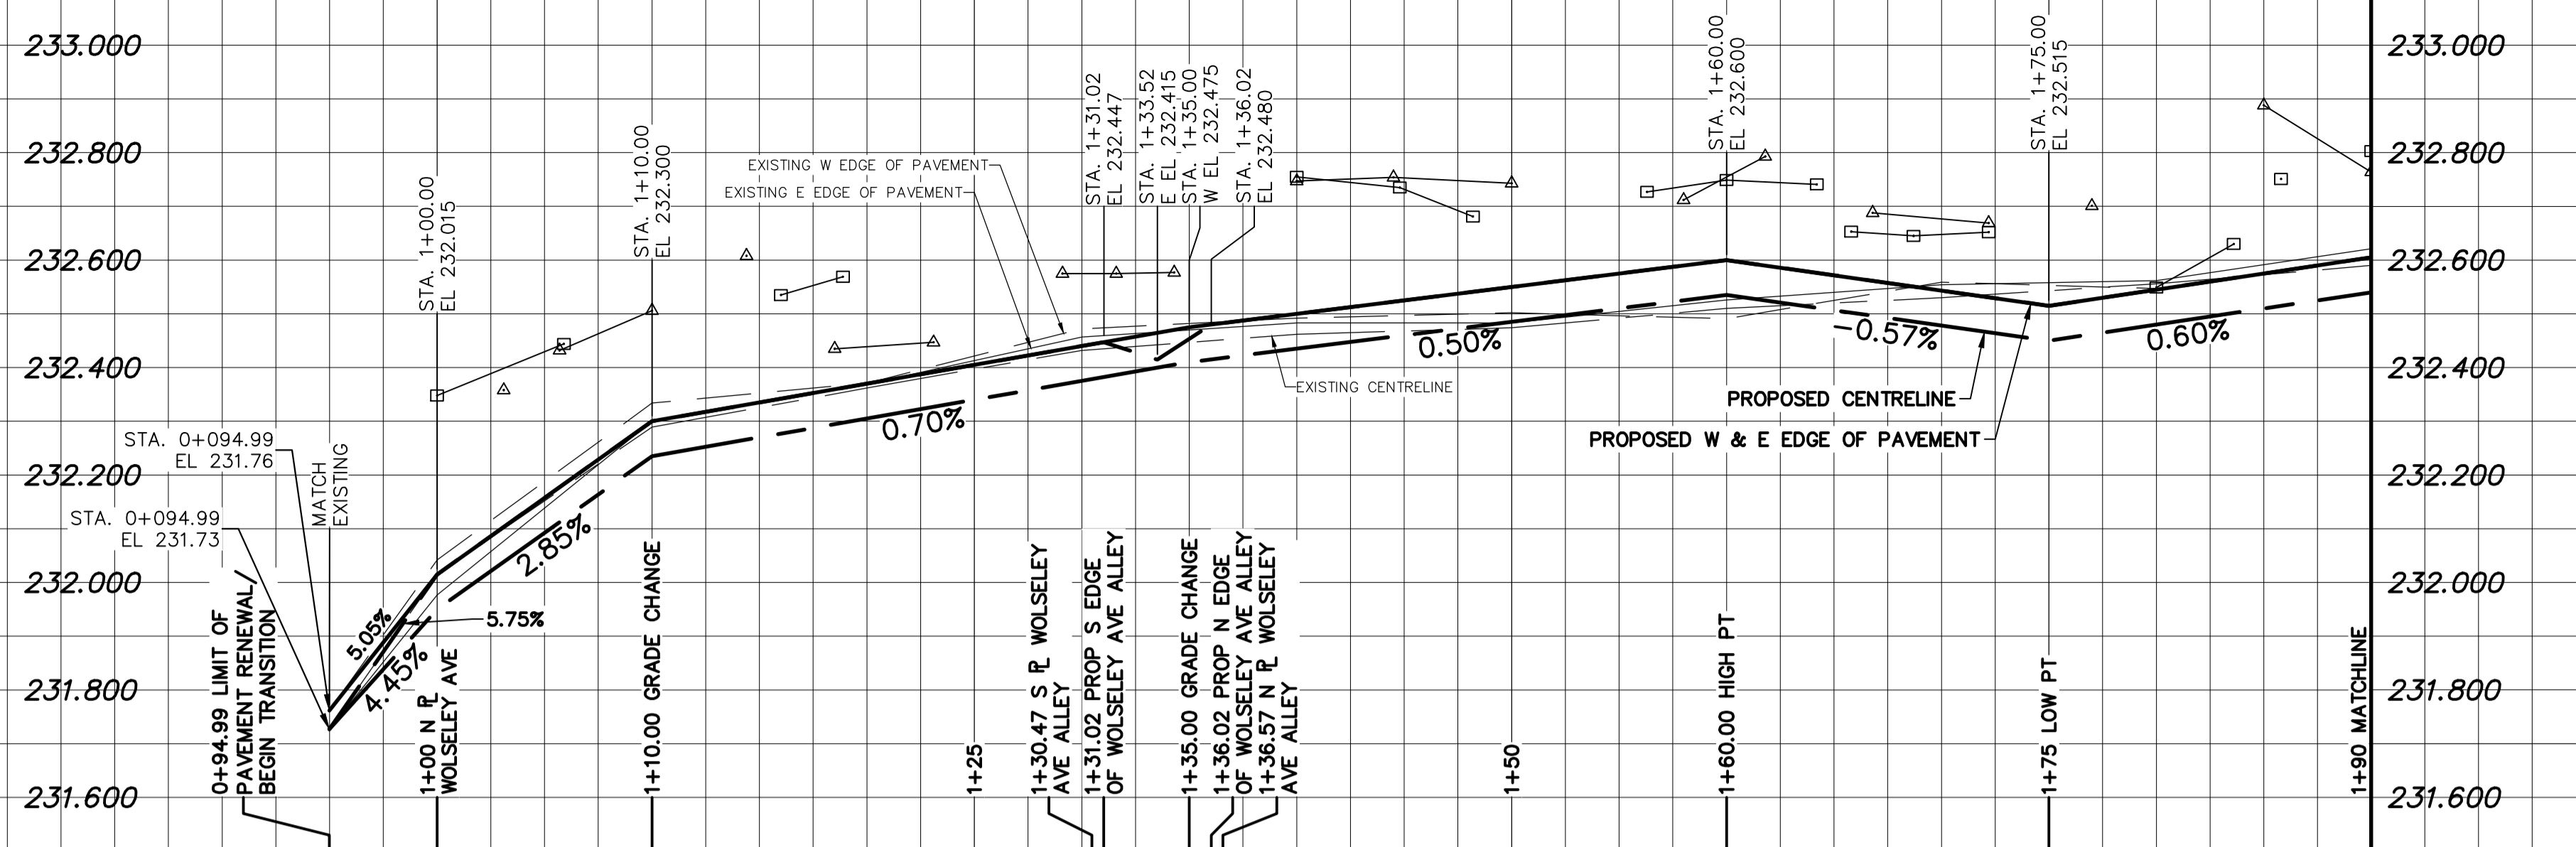 233.000
232.800
232.600
232.400
232.200
232.000
231.800
231.600
STA. 0+094.99
EL 231.76
STA. 0+094.99
EL 231.73
MATCH
EXISTING
STA. 1+00.00
EL 232.015
STA. 1+10.00
EL 232.300
EXISTING W EDGE OF PAVEMENT
EXISTING E EDGE OF PAVEMENT
STA. 1+31.02
EL 232.447
STA. 1+33.52
E EL 232.415
STA. 1+35.00
W EL 232.475
STA. 1+36.02
EL 232.480
STA. 1+60.00
EL 232.600
STA. 1+75.00
EL 232.515
EXISTING CENTRELINE
PROPOSED CENTRELINE
PROPOSED W & E EDGE OF PAVEMENT
5.05%
5.75%
4.45%
2.85%
0.70%
0.50%
-0.57%
0.60%
0+94.99 LIMIT OF
PAVEMENT RENEWAL/
BEGIN TRANSITION
1+00 N PL
WOLSELEY AVE
1+10.00 GRADE CHANGE
1+25
1+30.47 S PL WOLSELEY
AVE ALLEY
1+31.02 PROP S EDGE
OF WOLSELEY AVE ALLEY
1+35.00 GRADE CHANGE
1+36.02 PROP N EDGE
OF WOLSELEY AVE ALLEY
1+36.57 N PL WOLSELEY
AVE ALLEY
1+50
1+60.00 HIGH PT
1+75 LOW PT
1+90 MATCHLINE
233.000
232.800
232.600
232.400
232.200
232.000
231.800
231.600